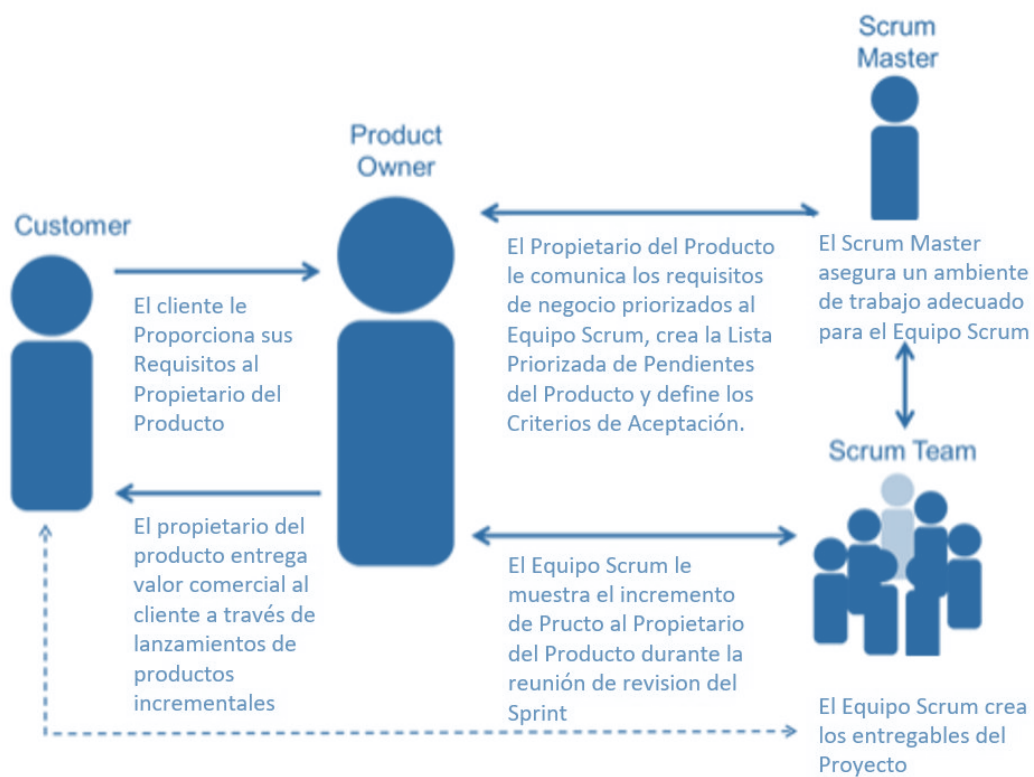 Scrum
Master
Product
Owner
Customer
El cliente le
Proporciona sus
Requisitos al
Propietario del
Producto
El Propietario del Producto
le comunica los requisitos
de negocio priorizados al
Equipo Scrum, crea la Lista
Priorizada de Pendientes
del Producto y define los
Criterios de Aceptación.
El Scrum Master
asegura un ambiente
de trabajo adecuado
para el Equipo Scrum
Scrum Team
El propietario del
producto entrega
valor comercial al
cliente a través de
lanzamientos de
productos
incrementales
El Equipo Scrum le
muestra el incremento
de Pructo al Propietario
del Producto durante la
reunión de revision del
Sprint
El Equipo Scrum crea
los entregables del
Proyecto